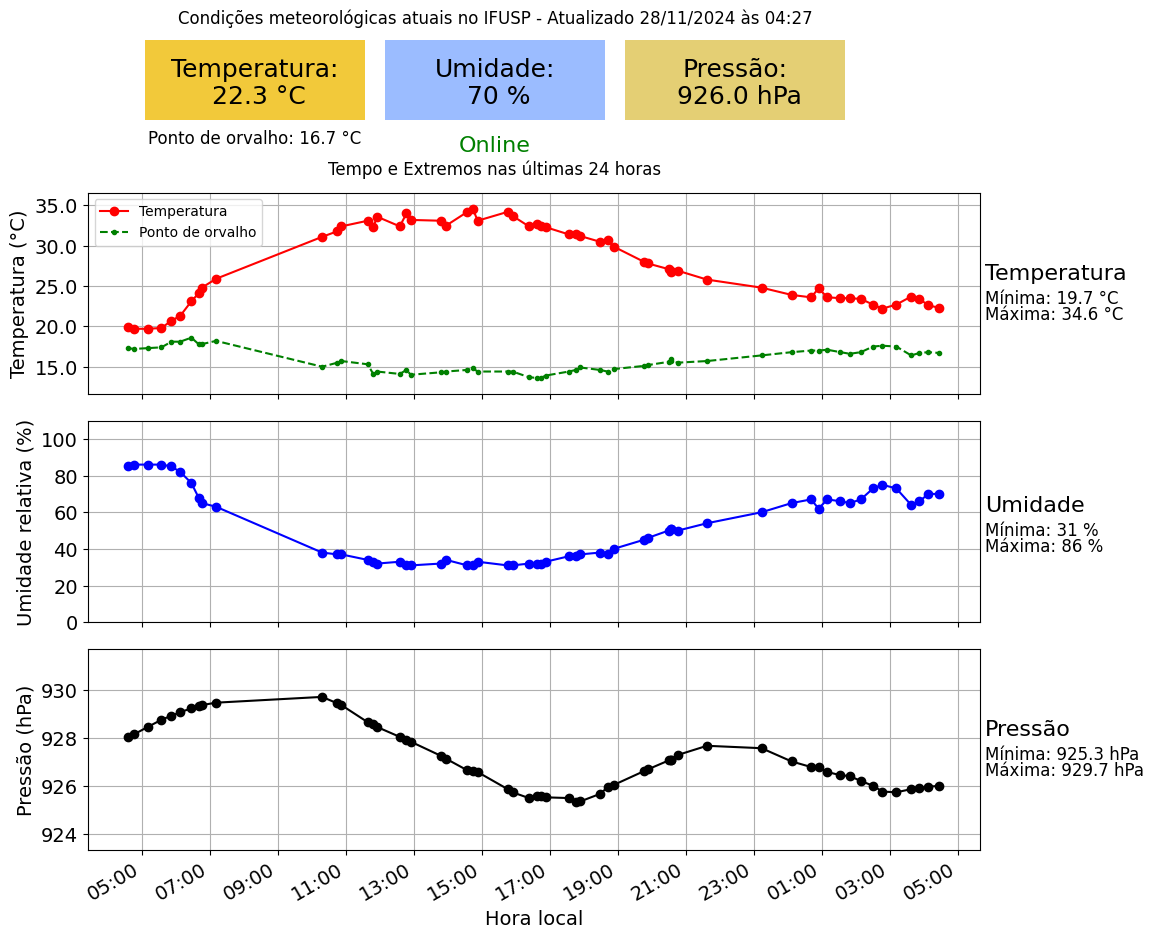 Condições meteorológicas atuais no IFUSP - Atualizado 28/11/2024 às 04:27
Temperatura:
22.3 °C
Umidade:
70 %
Pressão:
926.0 hPa
Ponto de orvalho: 16.7 °C
Online
Tempo e Extremos nas últimas 24 horas
Temperatura (°C)
35.0
30.0
25.0
20.0
15.0
Temperatura
Ponto de orvalho
Temperatura
Mínima: 19.7 °C
Máxima: 34.6 °C
Umidade relativa (%)
100
80
60
40
20
0
Umidade
Mínima: 31 %
Máxima: 86 %
Pressão (hPa)
930
928
926
924
Pressão
Mínima: 925.3 hPa
Máxima: 929.7 hPa
05:00 07:00 09:00 11:00 13:00 15:00 17:00 19:00 21:00 23:00 01:00 03:00 05:00
Hora local